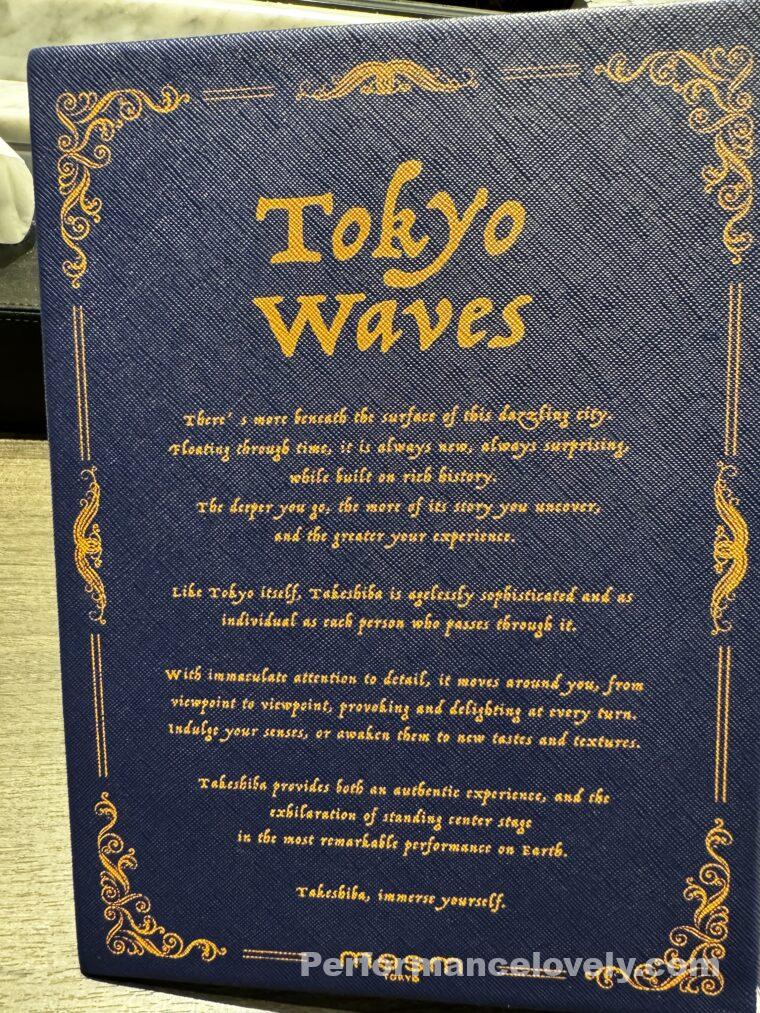 Tokyo
Waves
There's more beneath the surface of this dazzling city.
Floating through time, it is always new, always surprising,
while built on rich history.
The deeper you go, the more of its story you uncover,
and the greater your experience.
Like Tokyo itself, Takeshiba is agelessly sophisticated and as
individual as each person who passes through it.
With immaculate attention to detail, it moves around you, from
viewpoint to viewpoint, provoking and delighting at every turn.
Indulge your senses, or awaken them to new tastes and textures.
Takeshiba provides both an authentic experience, and the
exhilaration of standing center stage
in the most remarkable performance on Earth.
Takeshiba, immerse yourself.
TOKYO
Performancelovely.com